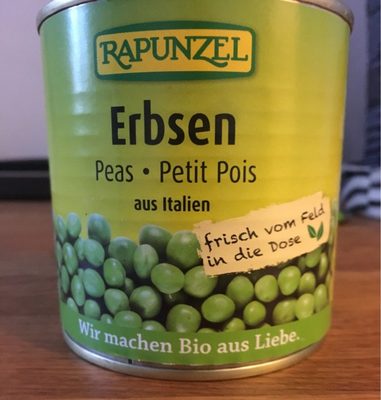 RAPUNZEL
Erbsen
Peas • Petit Pois
aus Italien
frisch vom Feld
in die Dose
Wir machen Bio aus Liebe.